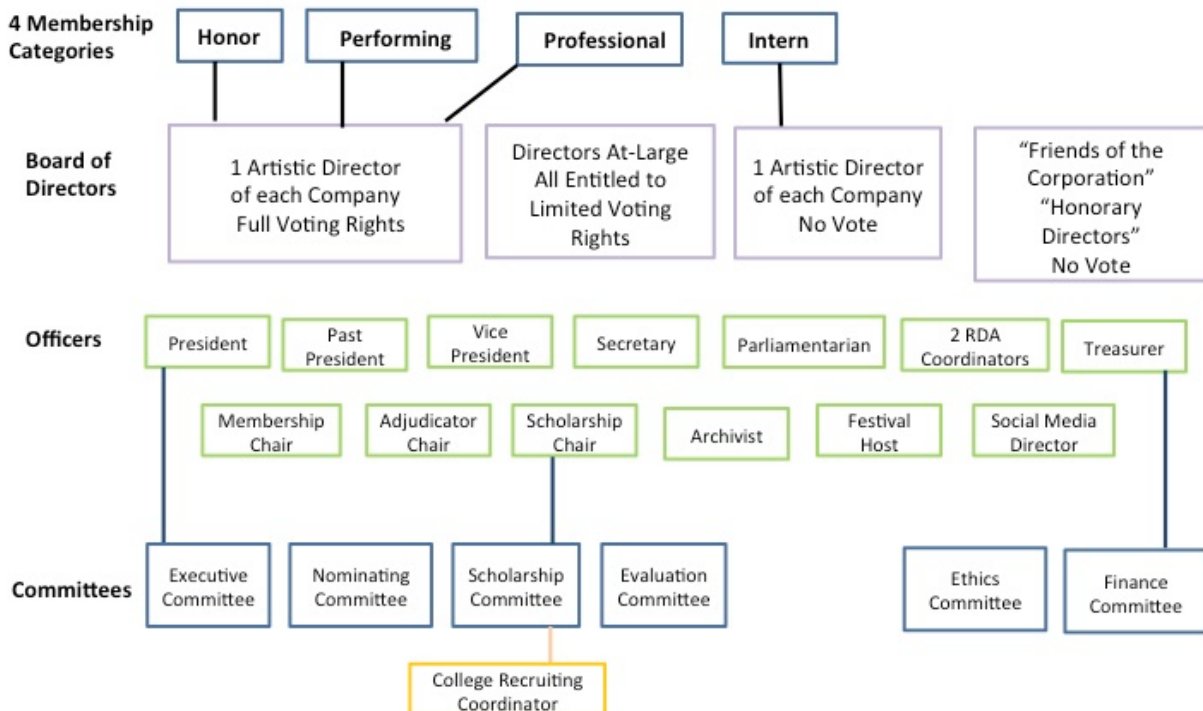 4 Membership
Categories
Honor
Performing
Professional
Intern
Board of
Directors
1 Artistic Director
of each Company
Full Voting Rights
Directors At-Large
All Entitled to
Limited Voting
Rights
1 Artistic Director
of each Company
No Vote
“Friends of the
Corporation”
“Honorary
Directors”
No Vote
Officers
President
Past
President
Vice
President
Secretary
Parliamentarian
2 RDA
Coordinators
Treasurer
Membership
Chair
Adjudicator
Chair
Scholarship
Chair
Archivist
Festival
Host
Social Media
Director
Committees
Executive
Committee
Nominating
Committee
Scholarship
Committee
Evaluation
Committee
Ethics
Committee
Finance
Committee
College Recruiting
Coordinator